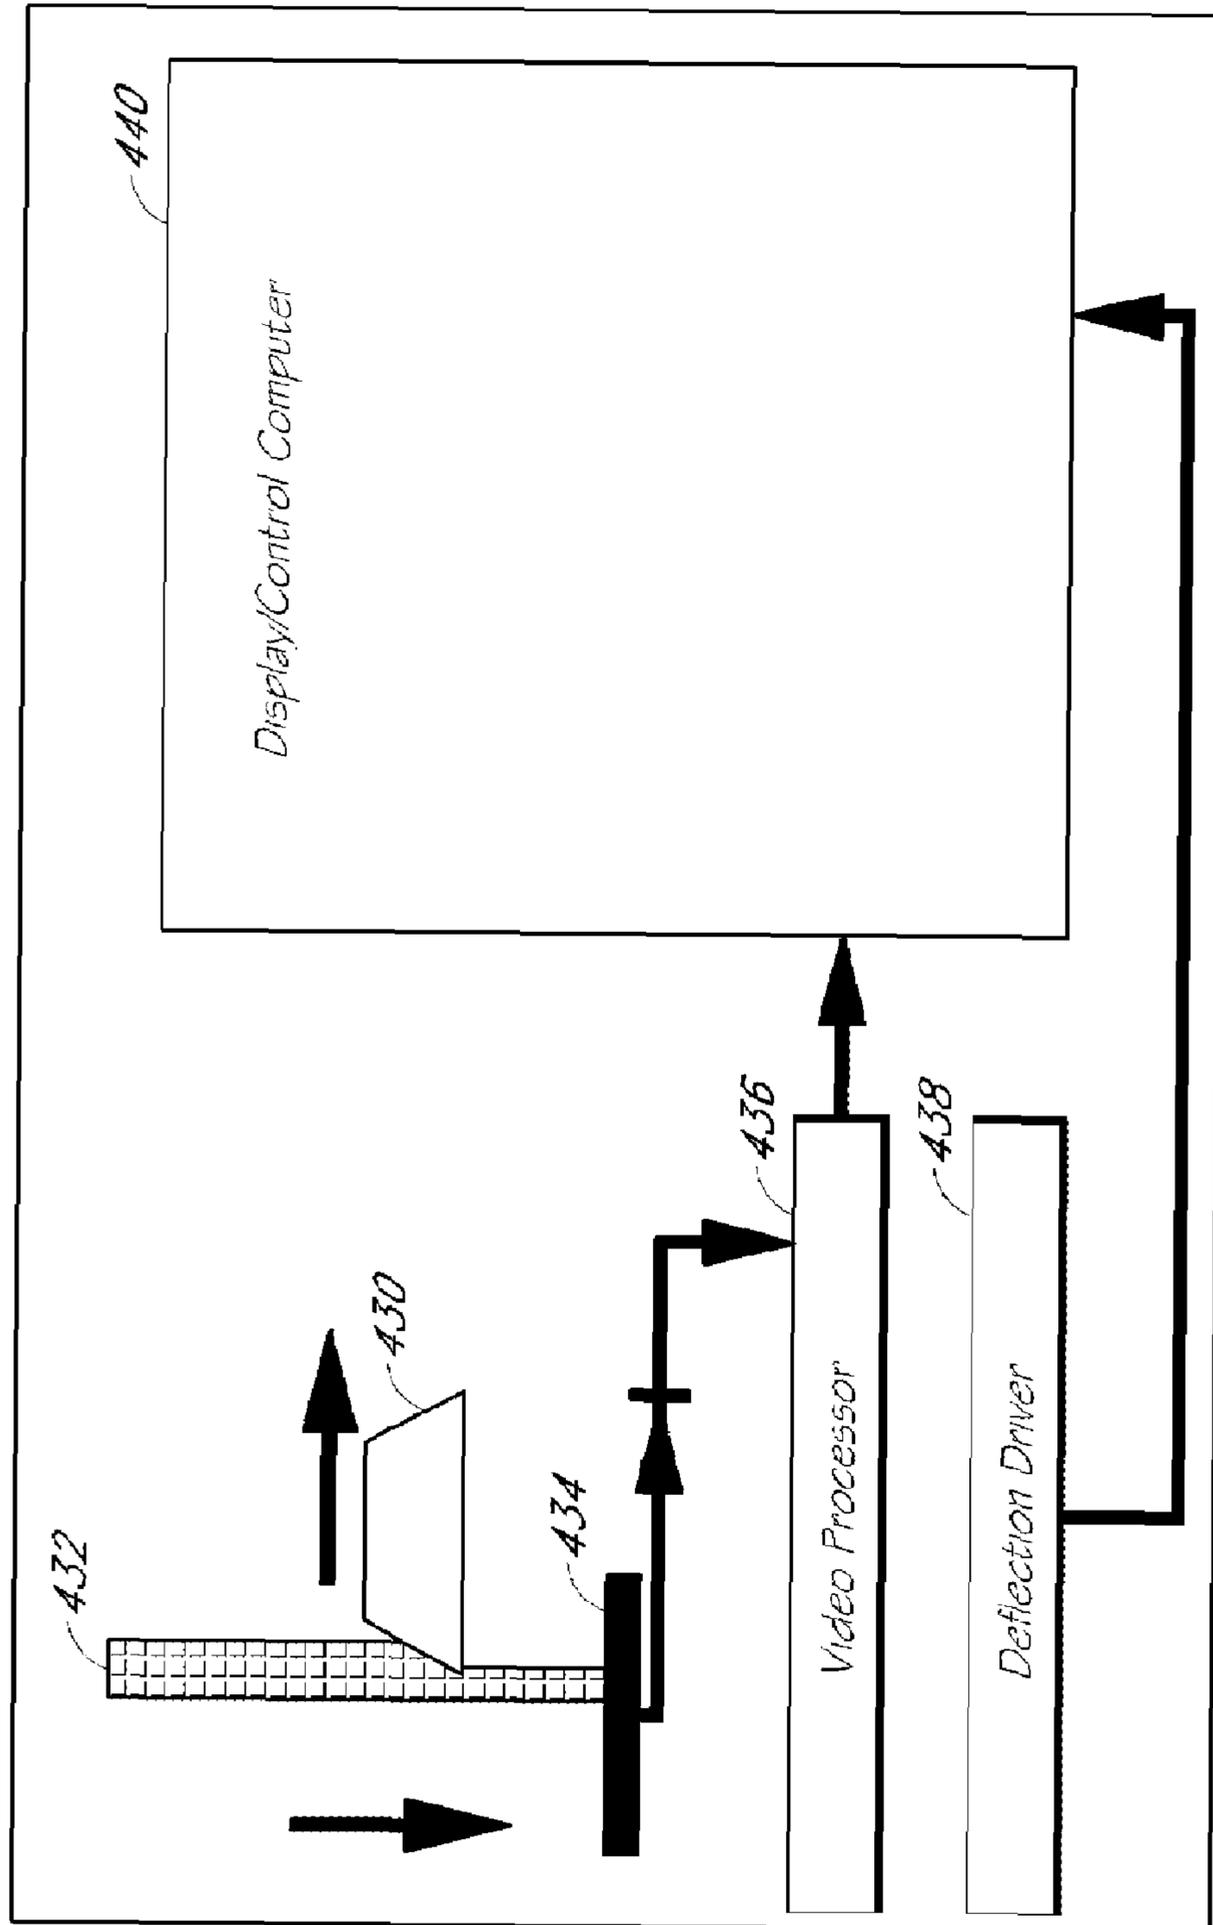 432
430
434
436
438
440
Display/Control Computer
Video Processor
Deflection Driver